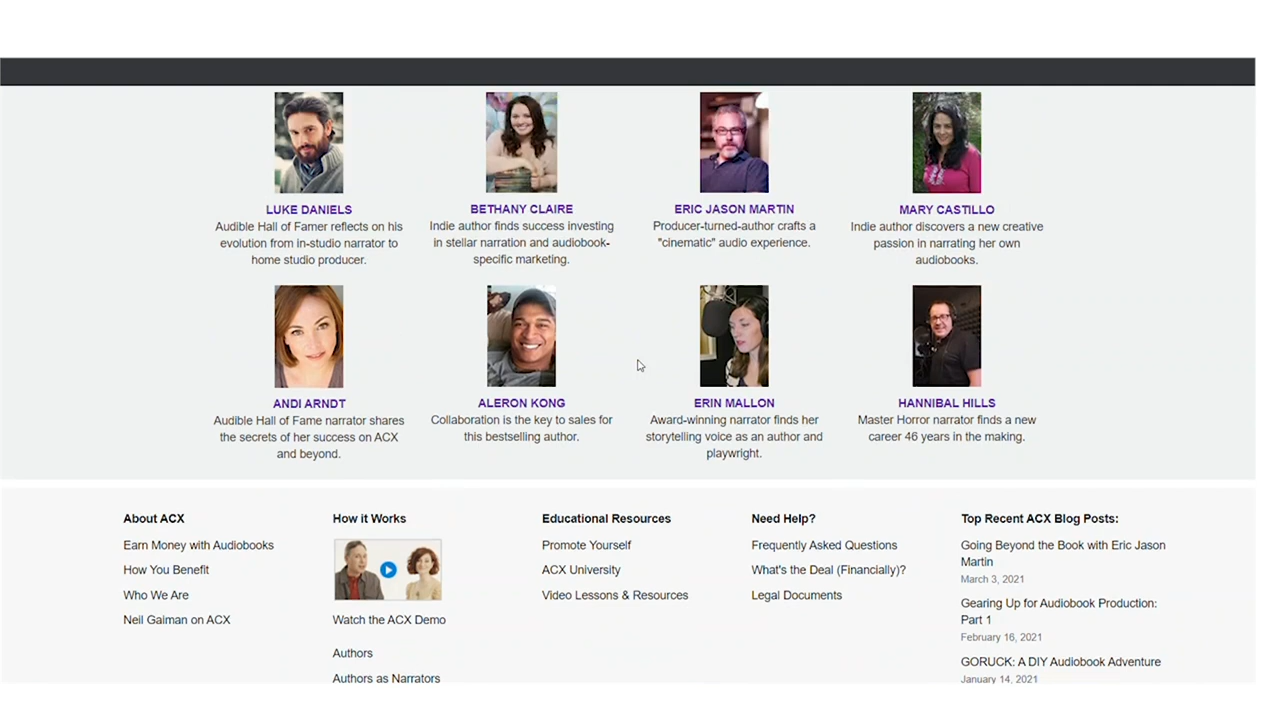 LUKE DANIELS
Audible Hall of Famer reflects on his
evolution from in-studio narrator to
home studio producer.
BETHANY CLAIRE
Indie author finds success investing
in stellar narration and audiobook-
specific marketing.
ERIC JASON MARTIN
Producer-turned-author crafts a
"cinematic" audio experience.
MARY CASTILLO
Indie author discovers a new creative
passion in narrating her own
audiobooks.
ANDI ARNDT
Audible Hall of Fame narrator shares
the secrets of her success on ACX
and beyond.
ALERON KONG
Collaboration is the key to sales for
this bestselling author.
ERIN MALLON
Award-winning narrator finds her
storytelling voice as an author and
playwright.
HANNIBAL HILLS
Master Horror narrator finds a new
career 46 years in the making.
About ACX
Earn Money with Audiobooks
How You Benefit
Who We Are
Neil Gaiman on ACX
How it Works
Watch the ACX Demo
Authors
Authors as Narrators
Educational Resources
Promote Yourself
ACX University
Video Lessons & Resources
Need Help?
Frequently Asked Questions
What's the Deal (Financially)?
Legal Documents
Top Recent ACX Blog Posts:
Going Beyond the Book with Eric Jason
Martin
March 3, 2021
Gearing Up for Audiobook Production:
Part 1
February 16, 2021
GORUCK: A DIY Audiobook Adventure
January 14, 2021